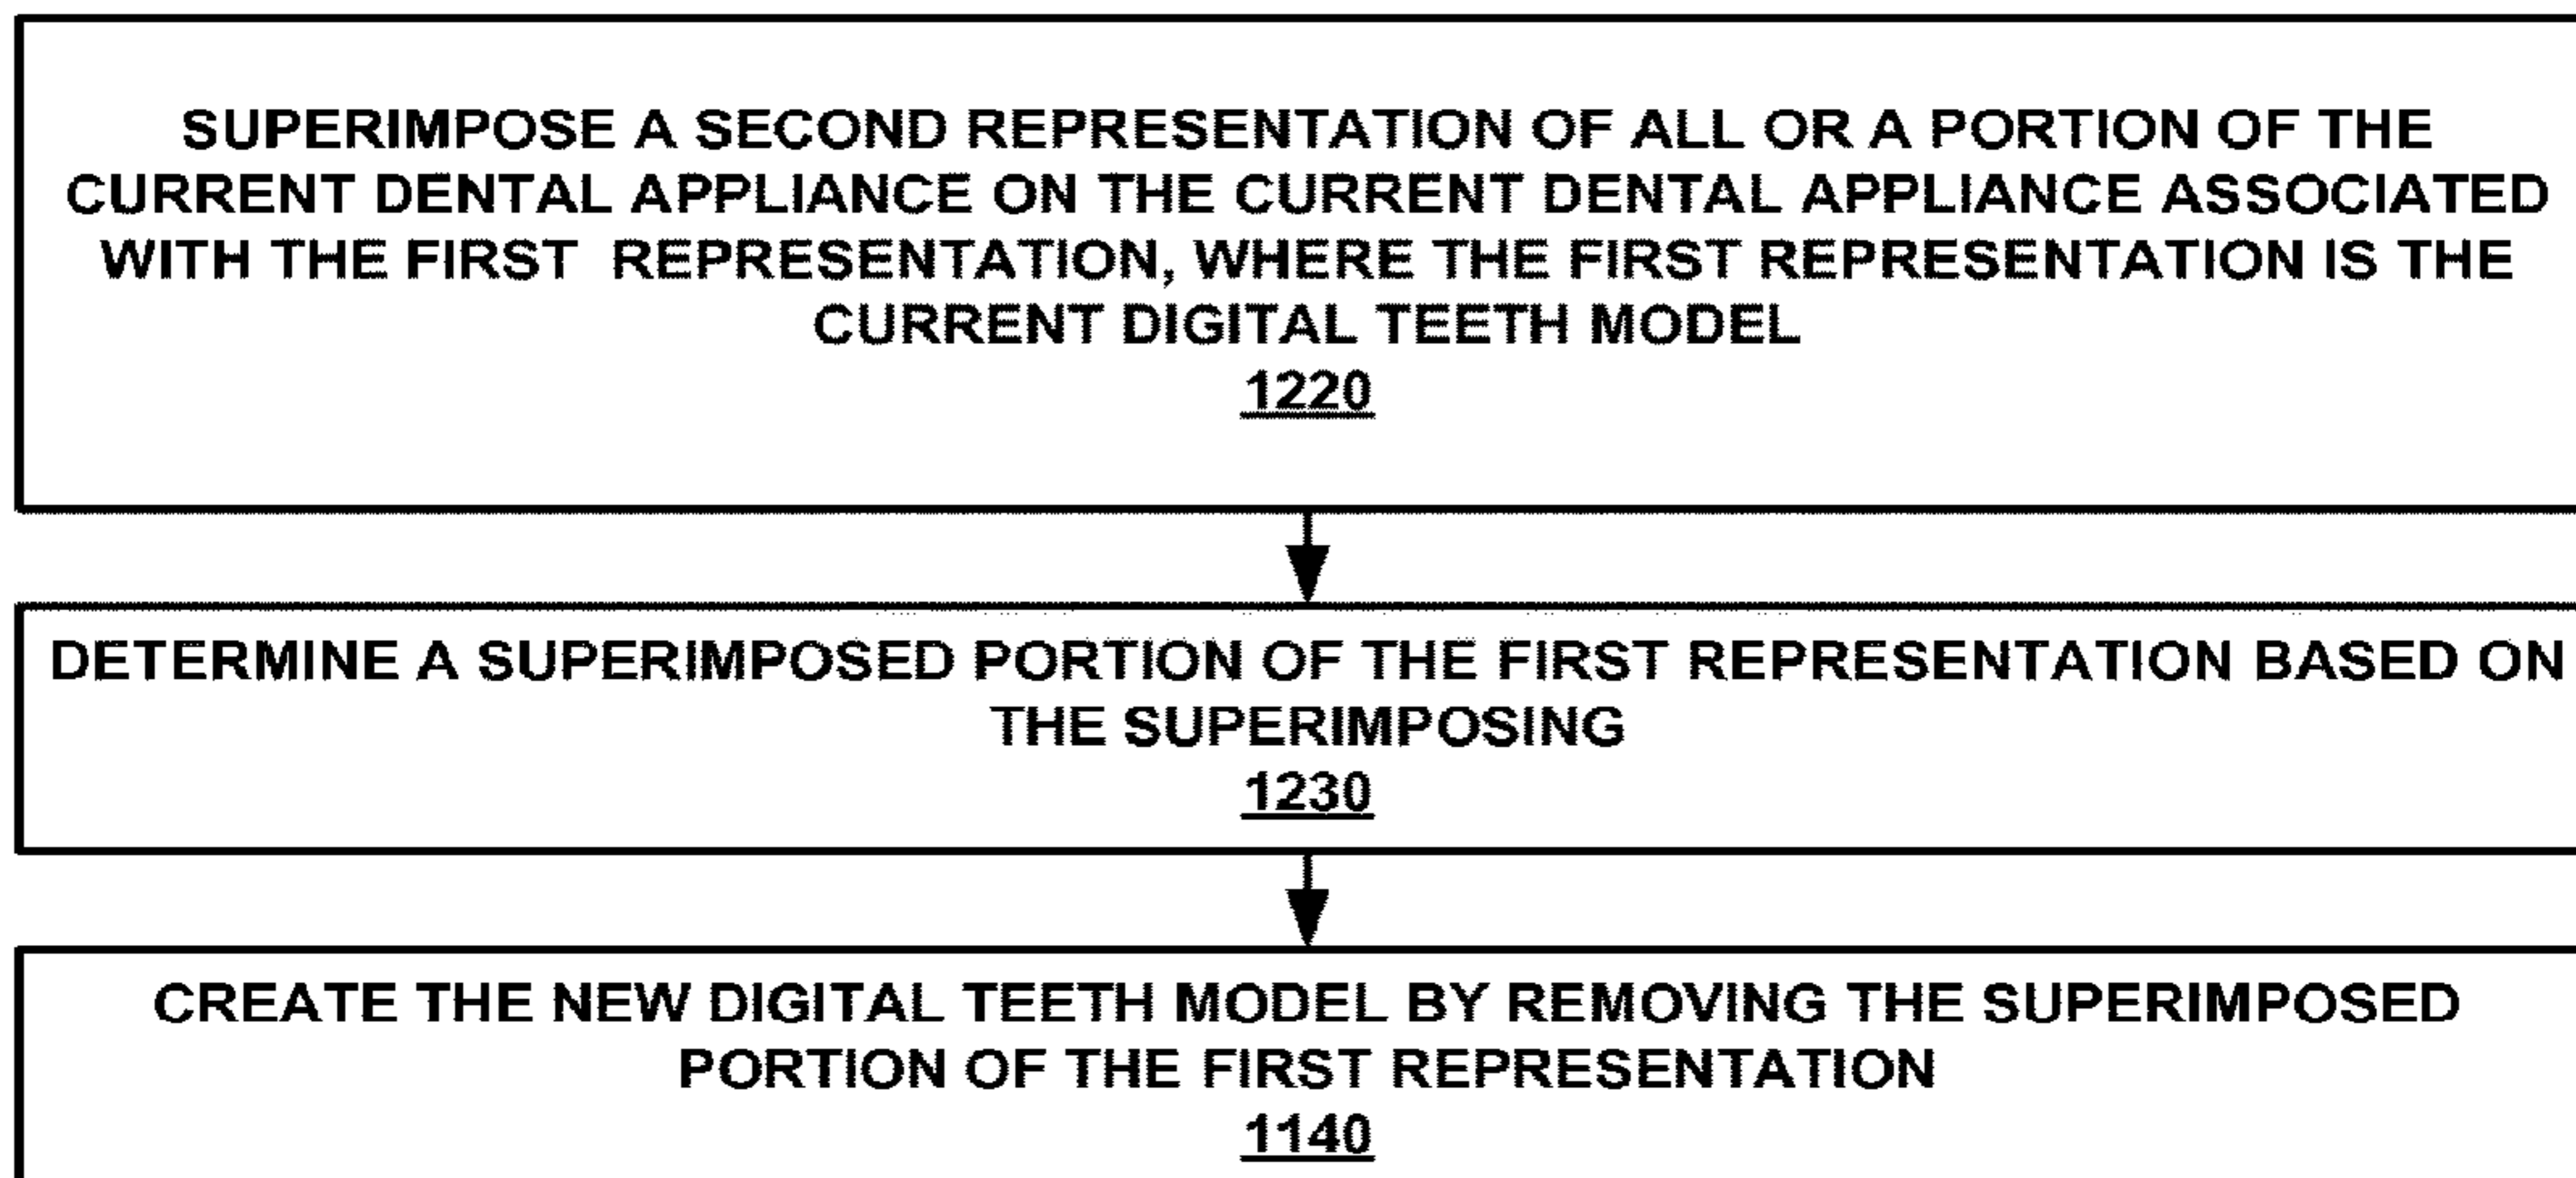 SUPERIMPOSE A SECOND REPRESENTATION OF ALL OR A PORTION OF THE
CURRENT DENTAL APPLIANCE ON THE CURRENT DENTAL APPLIANCE ASSOCIATED
WITH THE FIRST REPRESENTATION, WHERE THE FIRST REPRESENTATION IS THE
CURRENT DIGITAL TEETH MODEL
1220
DETERMINE A SUPERIMPOSED PORTION OF THE FIRST REPRESENTATION BASED ON
THE SUPERIMPOSING
1230
CREATE THE NEW DIGITAL TEETH MODEL BY REMOVING THE SUPERIMPOSED
PORTION OF THE FIRST REPRESENTATION
1140